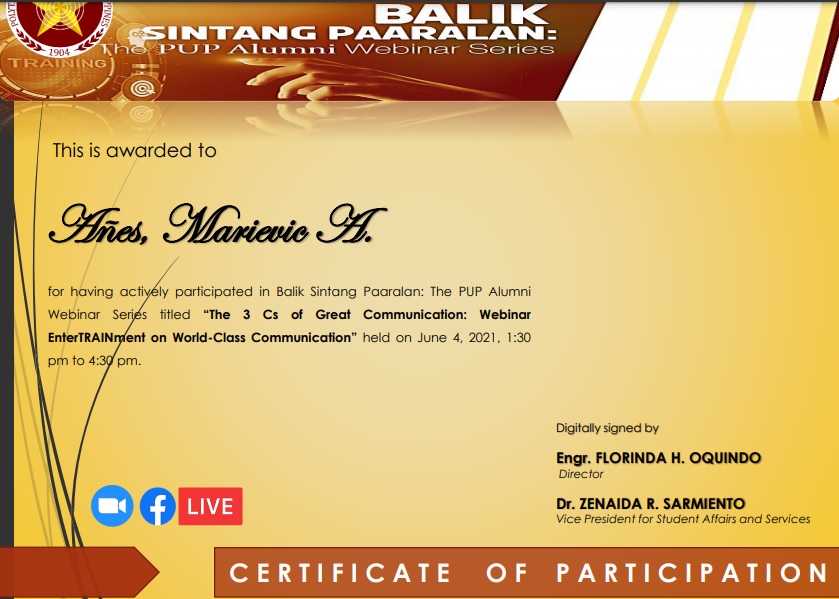 BALIK
SINTANG PAARALAN:
The PUP Alumni Webinar Series
1904
TRAINING
This is awarded to
Añes, Marievic A.
for having actively participated in Balik Sintang Paaralan: The PUP Alumni
Webinar Series titled “The 3 Cs of Great Communication: Webinar
EnterTRAINment on World-Class Communication” held on June 4, 2021, 1:30
pm to 4:30 pm.
Digitally signed by
Engr. FLORINDA H. OQUINDO
Director
Dr. ZENAIDA R. SARMIENTO
Vice President for Student Affairs and Services
LIVE
CERTIFICATE OF PARTICIPATION